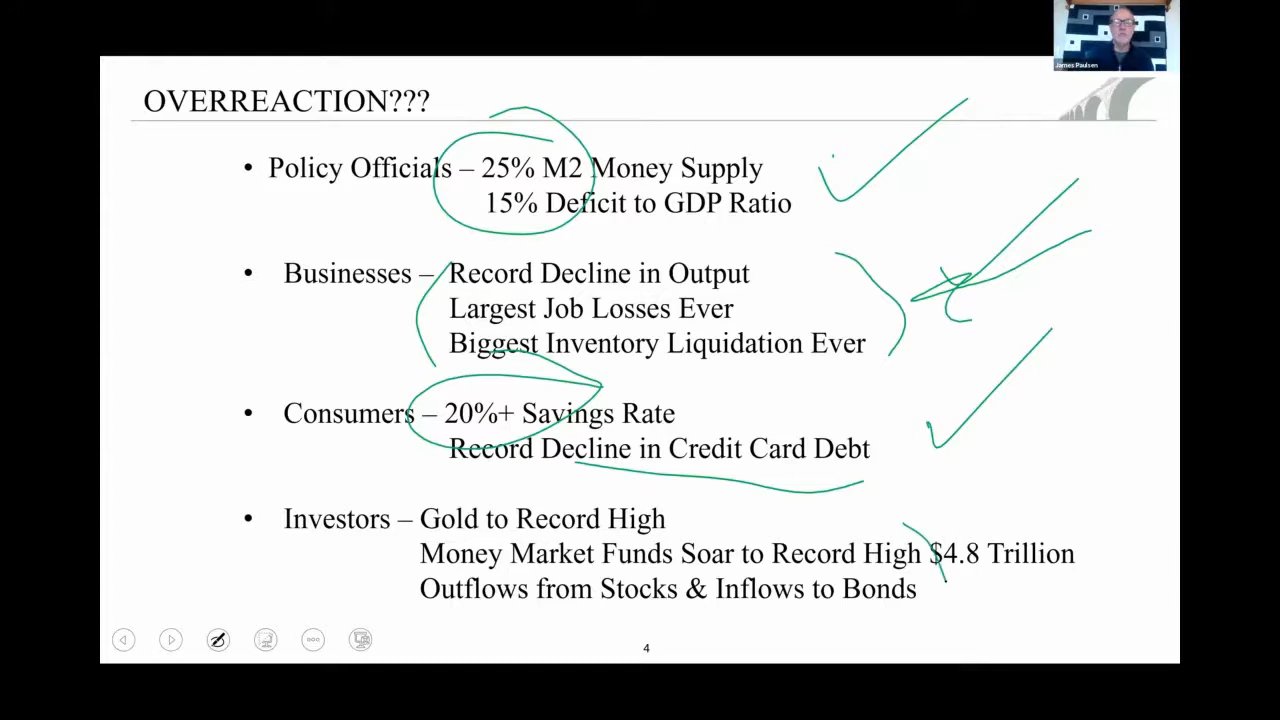 James Paulsen
OVERREACTION???
• Policy Officials – 25% M2 Money Supply
15% Deficit to GDP Ratio
• Businesses – Record Decline in Output
Largest Job Losses Ever
Biggest Inventory Liquidation Ever
• Consumers – 20%+ Savings Rate
Record Decline in Credit Card Debt
• Investors – Gold to Record High
Money Market Funds Soar to Record High $4.8 Trillion
Outflows from Stocks & Inflows to Bonds
4